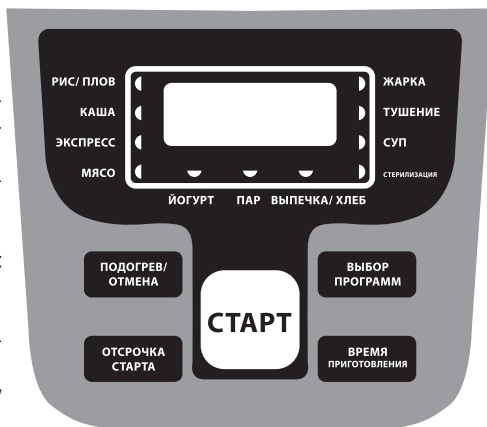 РИС/ ПЛОВ
КАША
ЭКСПРЕСС
МЯСО
ЖАРКА
ТУШЕНИЕ
СУП
СТЕРИЛИЗАЦИЯ
ЙОГУРТ ПАР ВЫПЕЧКА/ ХЛЕБ
ПОДОГРЕВ/
ОТМЕНА
ВЫБОР
ПРОГРАММ
СТАРТ
ОТСРОЧКА
СТАРТА
ВРЕМЯ
ПРИГОТОВЛЕНИЯ